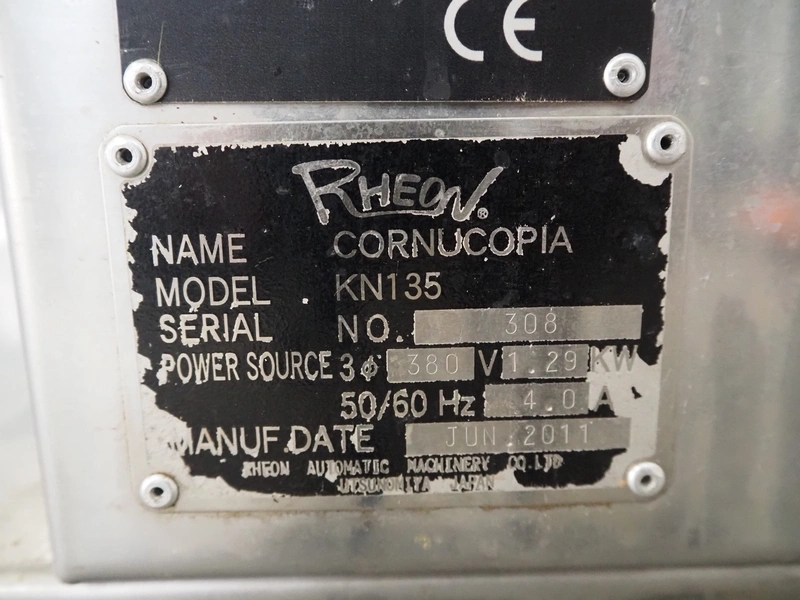 CE
RHEON®
NAME CORNUCOPIA
MODEL KN135
SERIAL NO. 308
POWER SOURCE 3ϕ 380 V 1.29 KW
50/60 Hz 4.0 A
MANUF.DATE JUN.2011
RHEON AUTOMATIC MACHINERY CO.LTD
UTSUNOMIYA JAPAN